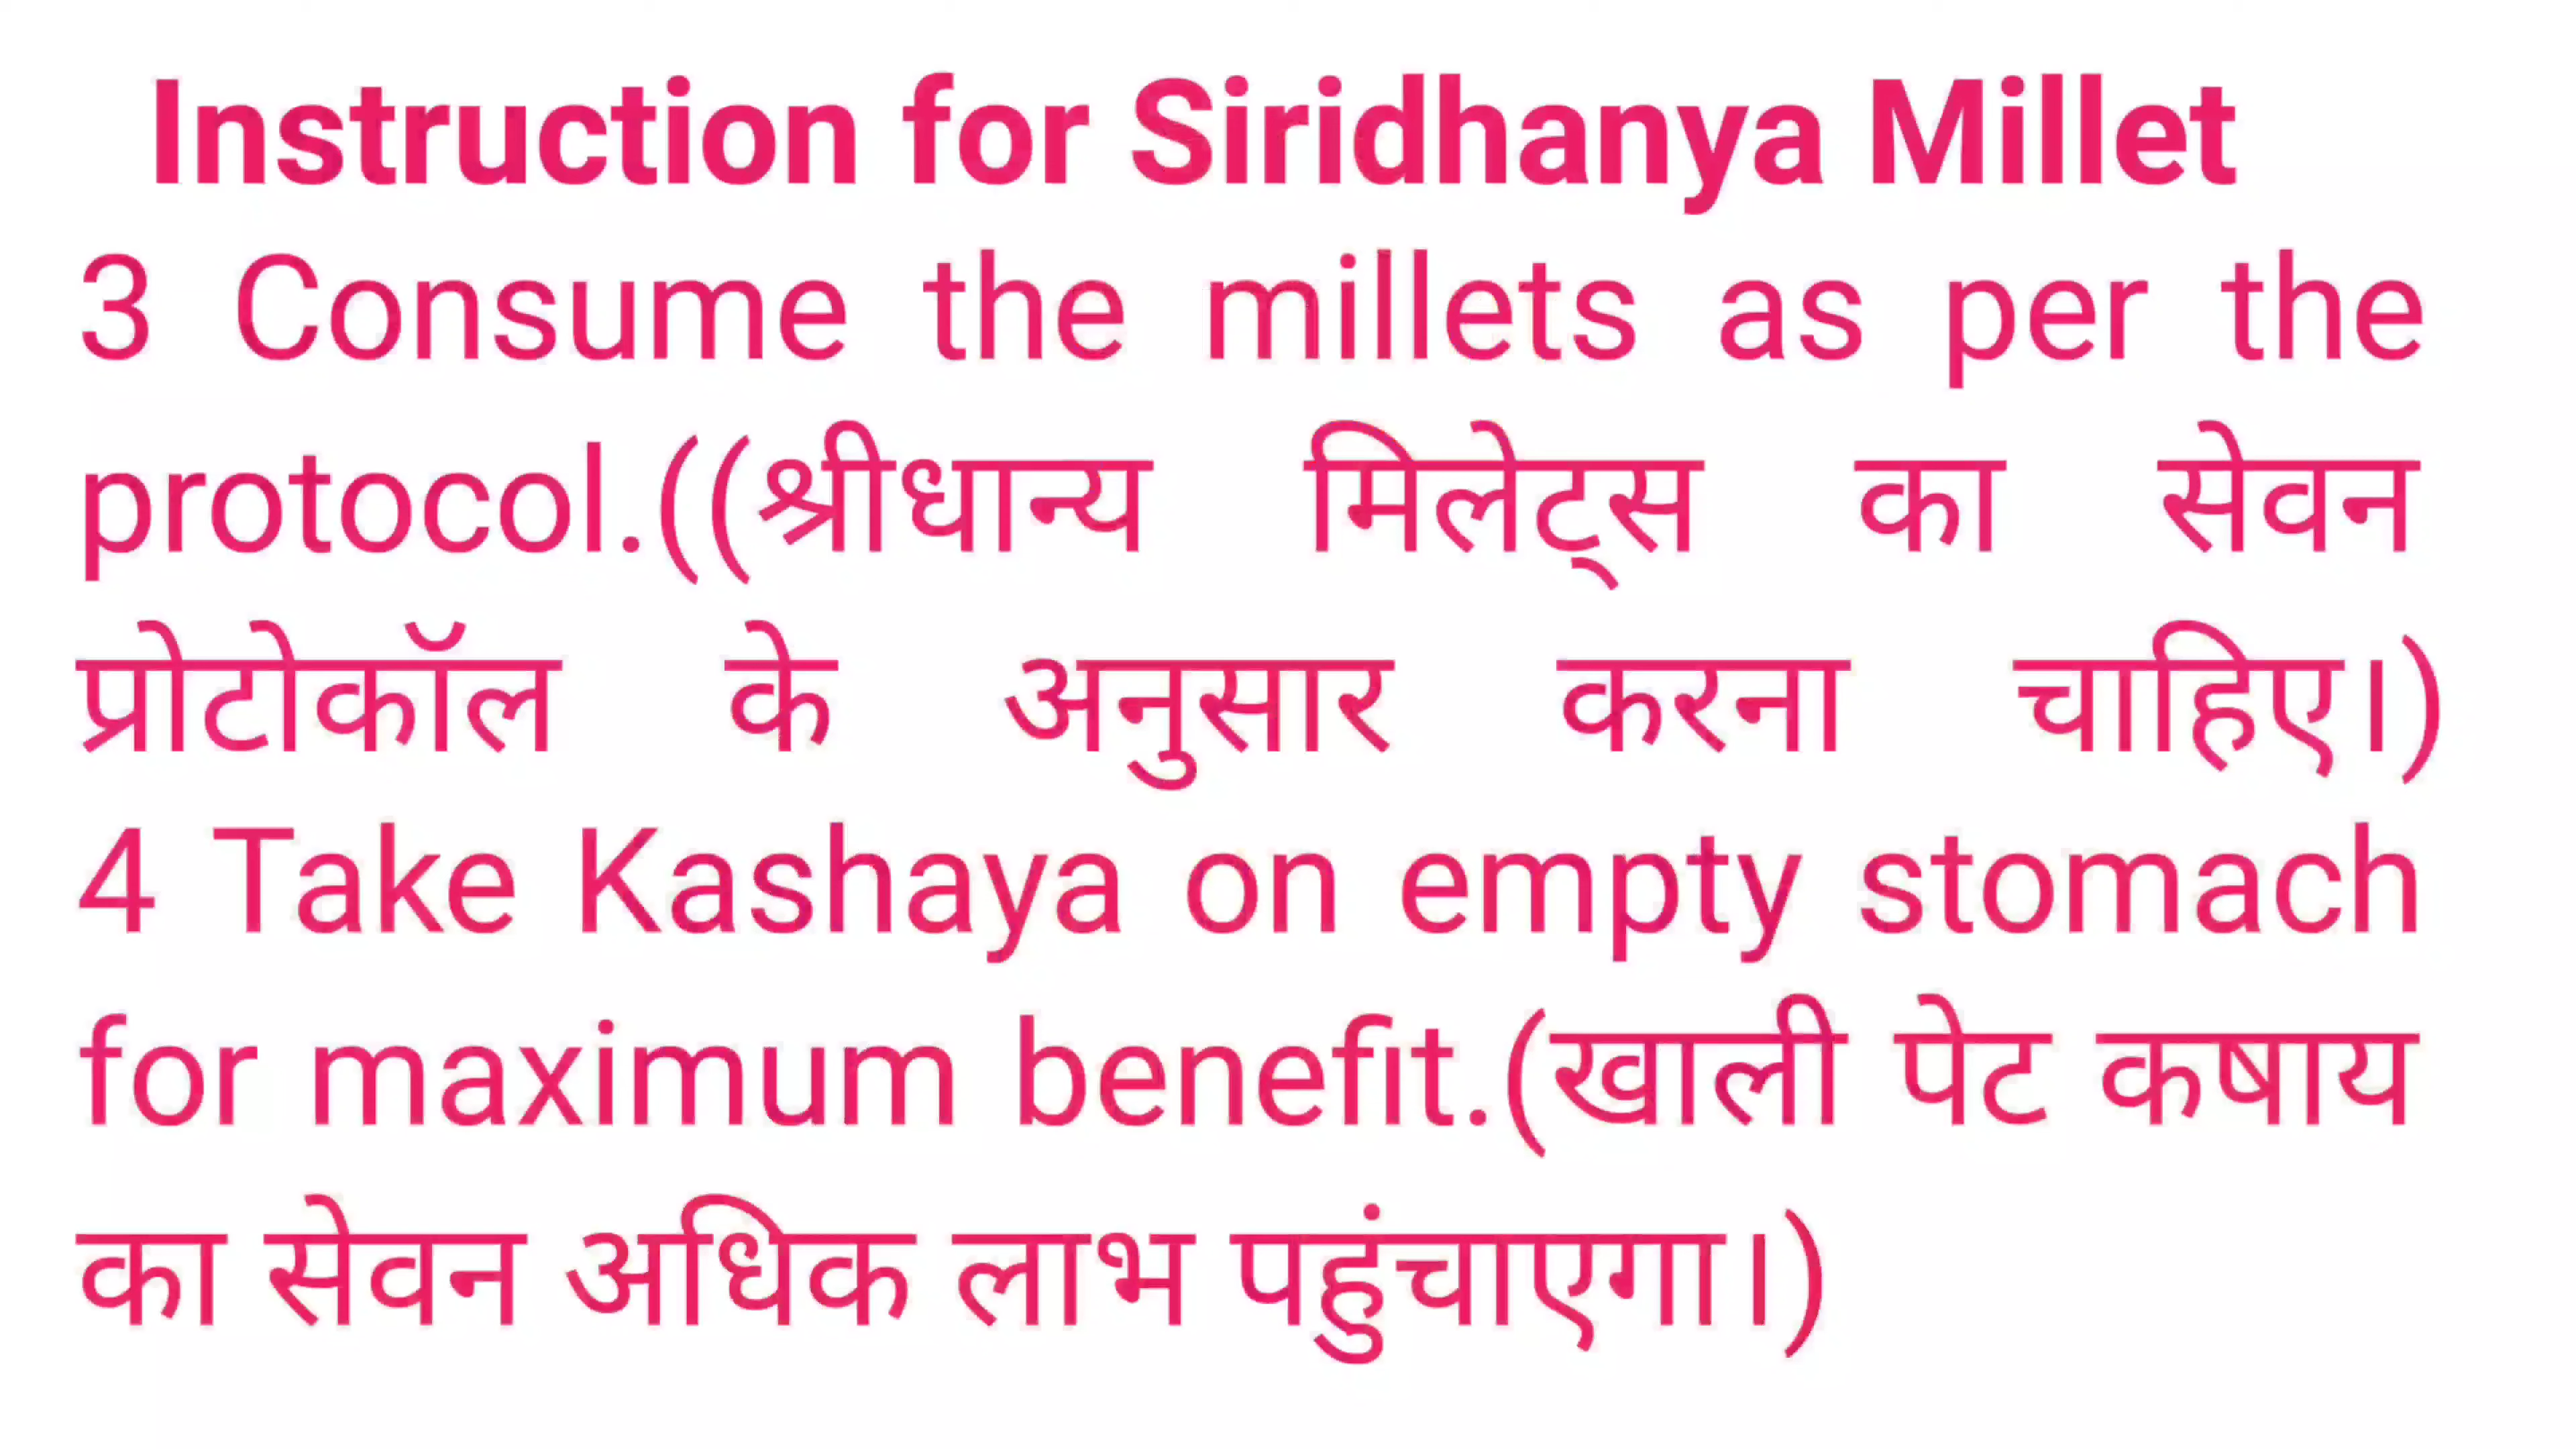 Instruction for Siridhanya Millet
3 Consume the millets as per the
protocol.((श्रीधान्य मिलेट्स का सेवन
प्रोटोकॉल के अनुसार करना चाहिए।)
4 Take Kashaya on empty stomach
for maximum benefit.(खाली पेट कषाय
का सेवन अधिक लाभ पहुंचाएगा।)